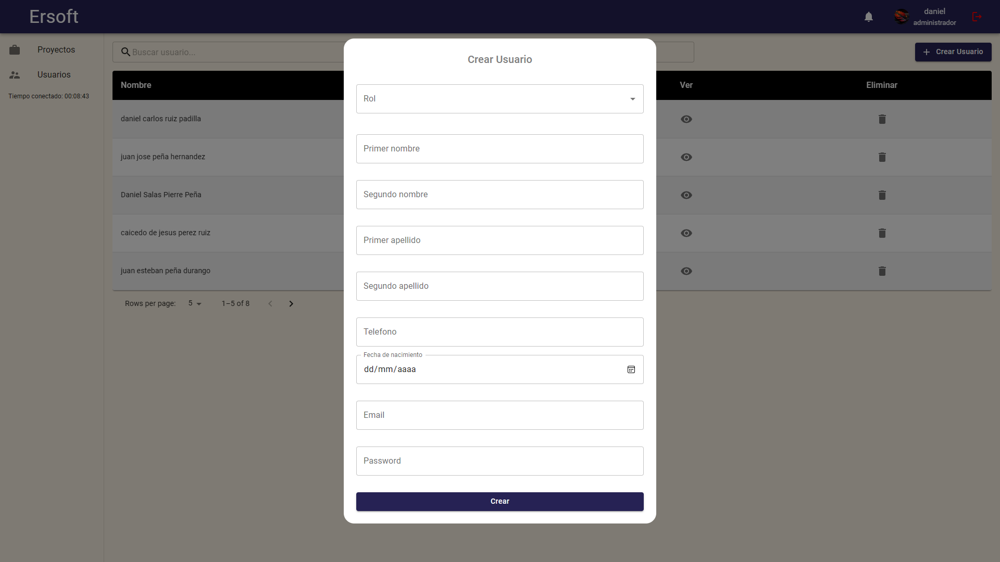 Ersoft
daniel
administrador
Proyectos
Usuarios
Tiempo conectado: 00:08:43
Buscar usuario...
Crear Usuario
Nombre
Ver
Eliminar
daniel carlos ruiz padilla
juan jose peña hernandez
Daniel Salas Pierre Peña
caicedo de jesus perez ruiz
juan esteban peña durango
Rows per page: 5 1–5 of 8
Crear Usuario
Rol
Primer nombre
Segundo nombre
Primer apellido
Segundo apellido
Telefono
Fecha de nacimiento
dd/mm/aaaa
Email
Password
Crear